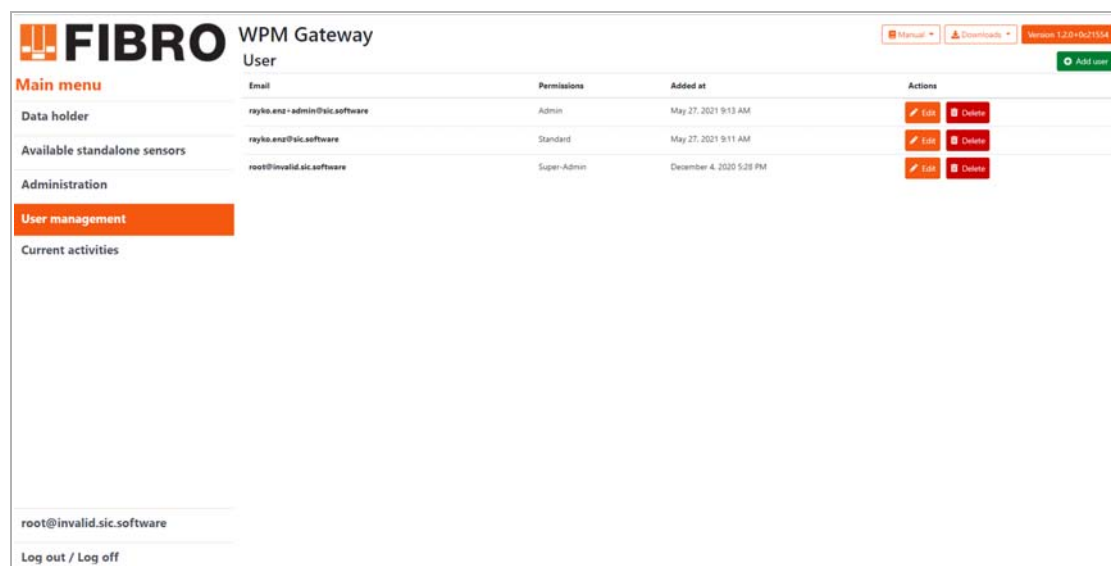 FIBRO
WPM Gateway
Manual
Downloads
Version 1.2.0+0c21554
User
Add user
Main menu
Email Permissions Added at Actions
Data holder
rayko.enz+admin@sic.software Admin May 27, 2021 9:13 AM Edit Delete
Available standalone sensors
rayko.enz@sic.software Standard May 27, 2021 9:11 AM Edit Delete
root@invalid.sic.software Super-Admin December 4, 2020 5:28 PM Edit Delete
Administration
User management
Current activities
root@invalid.sic.software
Log out / Log off